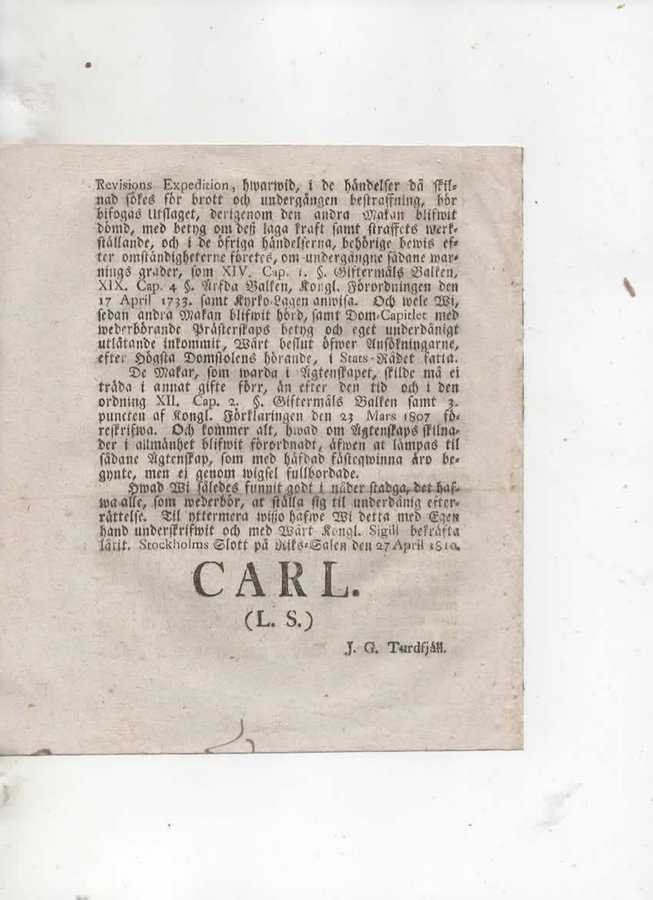 Revisions Expedition, hwarwid, i de händelser då skil-
nad sökes för brott och undergången bestraffning, bör
bifogas Utslaget, derigenom den andra Makan blifwit
dömd, med betyg om deß laga kraft samt straffets werk-
ställande, och i de öfriga händelserna, behörige bewis ef-
ter omständigheterne företes, om undergångne sådane war-
nings grader, som XIV. Cap. 1. §. Giftermåls Balken,
XIX. Cap. 4 §. Ärfda Balken, Kongl. Förordningen den
17 April 1733. samt Kyrko-Lagen anwisa. Och wele Wi,
sedan andra Makan blifwit hörd, samt Dom-Capitlet med
wederbörande Prästerskaps betyg och eget underdånigt
utlåtande inkommit, Wårt beslut öfwer Ansökningarne,
efter Högsta Domstolens hörande, i Stats-Rådet fatta.
De Makar, som warda i Ägtenskapet, skilde må ei
träda i annat gifte förr, än efter den tid och i den
ordning XII. Cap. 2. §. Giftermåls Balken samt 3.
puncten af Kongl. Förklaringen den 23 Mars 1807 fö-
reskrifwa. Och kommer alt, hwad om Ägtenskaps skilna-
der i allmänhet blifwit förordnadt, äfwen at lämpas til
sådane Ägtenskap, som med häfdad fästeqwinna äro be-
gynte, men ej genom wigsel fullbordade.
Hwad Wi således funnit godt i nåder stadga, det haf-
wa alle, som wederbör, at ställa sig til underdånig efter-
rättelse. Til yttermera wißo hafwe Wi detta med Egen
hand underskrifwit och med Wårt Kongl. Sigill bekräfta
låtit. Stockholms Slott på Riks-Salen den 27 April 1810.
CARL.
(L. S.)
J. G. Turdfjäll.